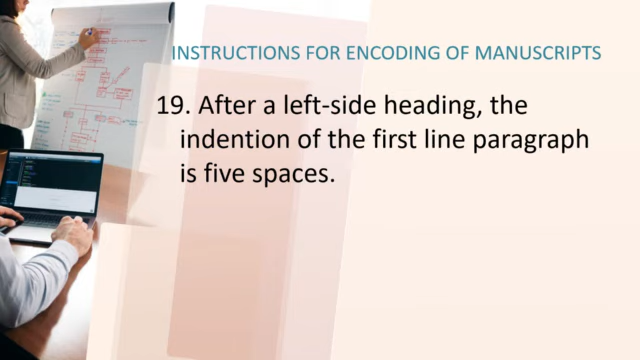 INSTRUCTIONS FOR ENCODING OF MANUSCRIPTS
19. After a left-side heading, the
indention of the first line paragraph
is five spaces.